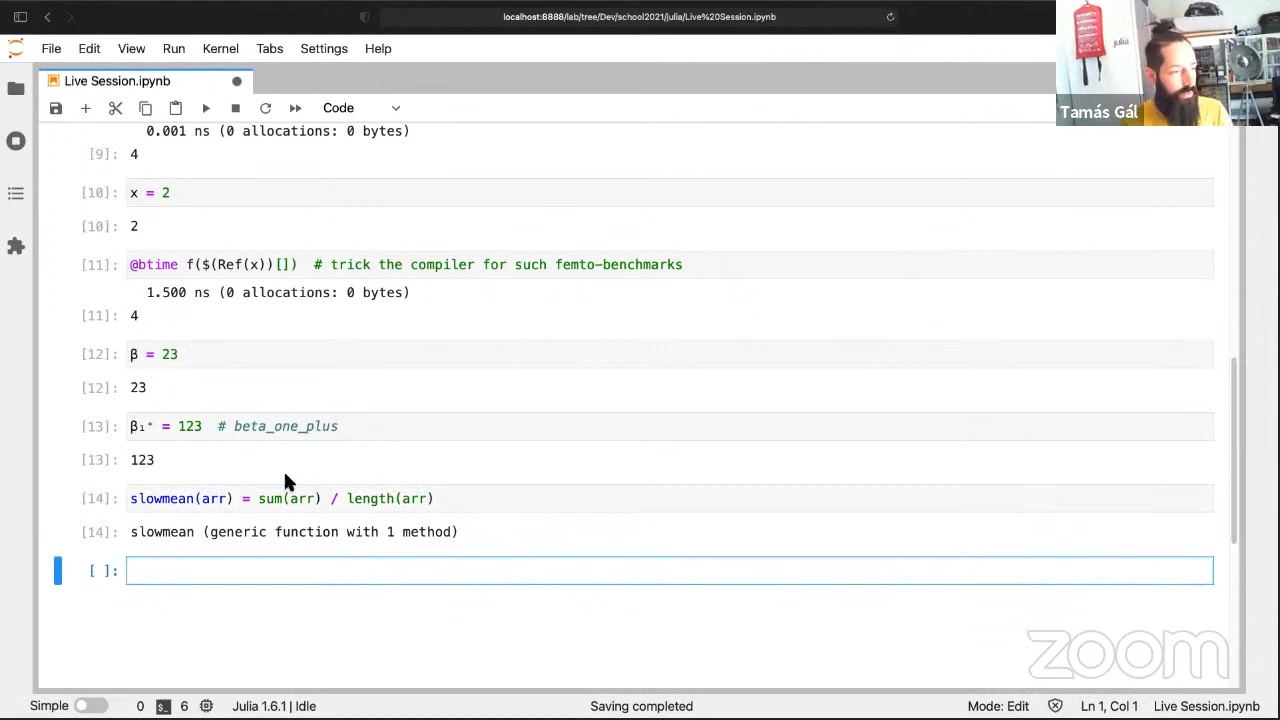 localhost:8888/lab/tree/Dev/school2021/julia/Live%20Session.ipynb
File Edit View Run Kernel Tabs Settings Help
julia
Tamás Gál
Live Session.ipynb
Code
0.001 ns (0 allocations: 0 bytes)
[9]: 4
[10]: x = 2
[10]: 2
[11]: @btime f($(Ref(x))[]) # trick the compiler for such femto-benchmarks
1.500 ns (0 allocations: 0 bytes)
[11]: 4
[12]: β = 23
[12]: 23
[13]: β₁⁺ = 123 # beta_one_plus
[13]: 123
[14]: slowmean(arr) = sum(arr) / length(arr)
[14]: slowmean (generic function with 1 method)
[ ]:
zoom
Simple 0 6 Julia 1.6.1 | Idle Saving completed Mode: Edit Ln 1, Col 1 Live Session.ipynb